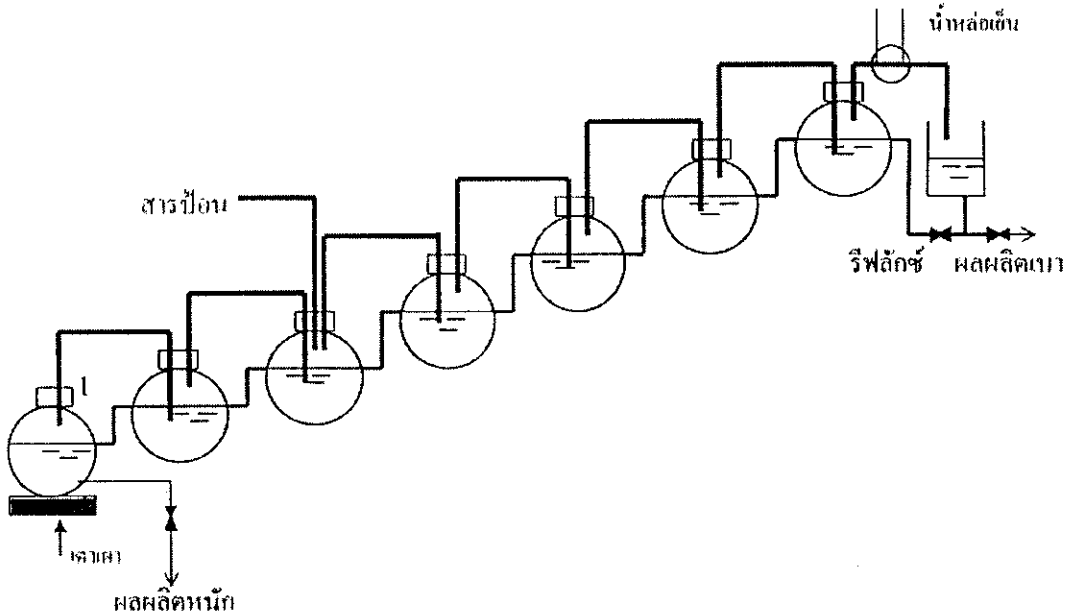 น้ำหล่อเย็น
สารป้อน
รีฟลักซ์ ผลผลิตเบา
1
เตาเผา
ผลผลิตหนัก